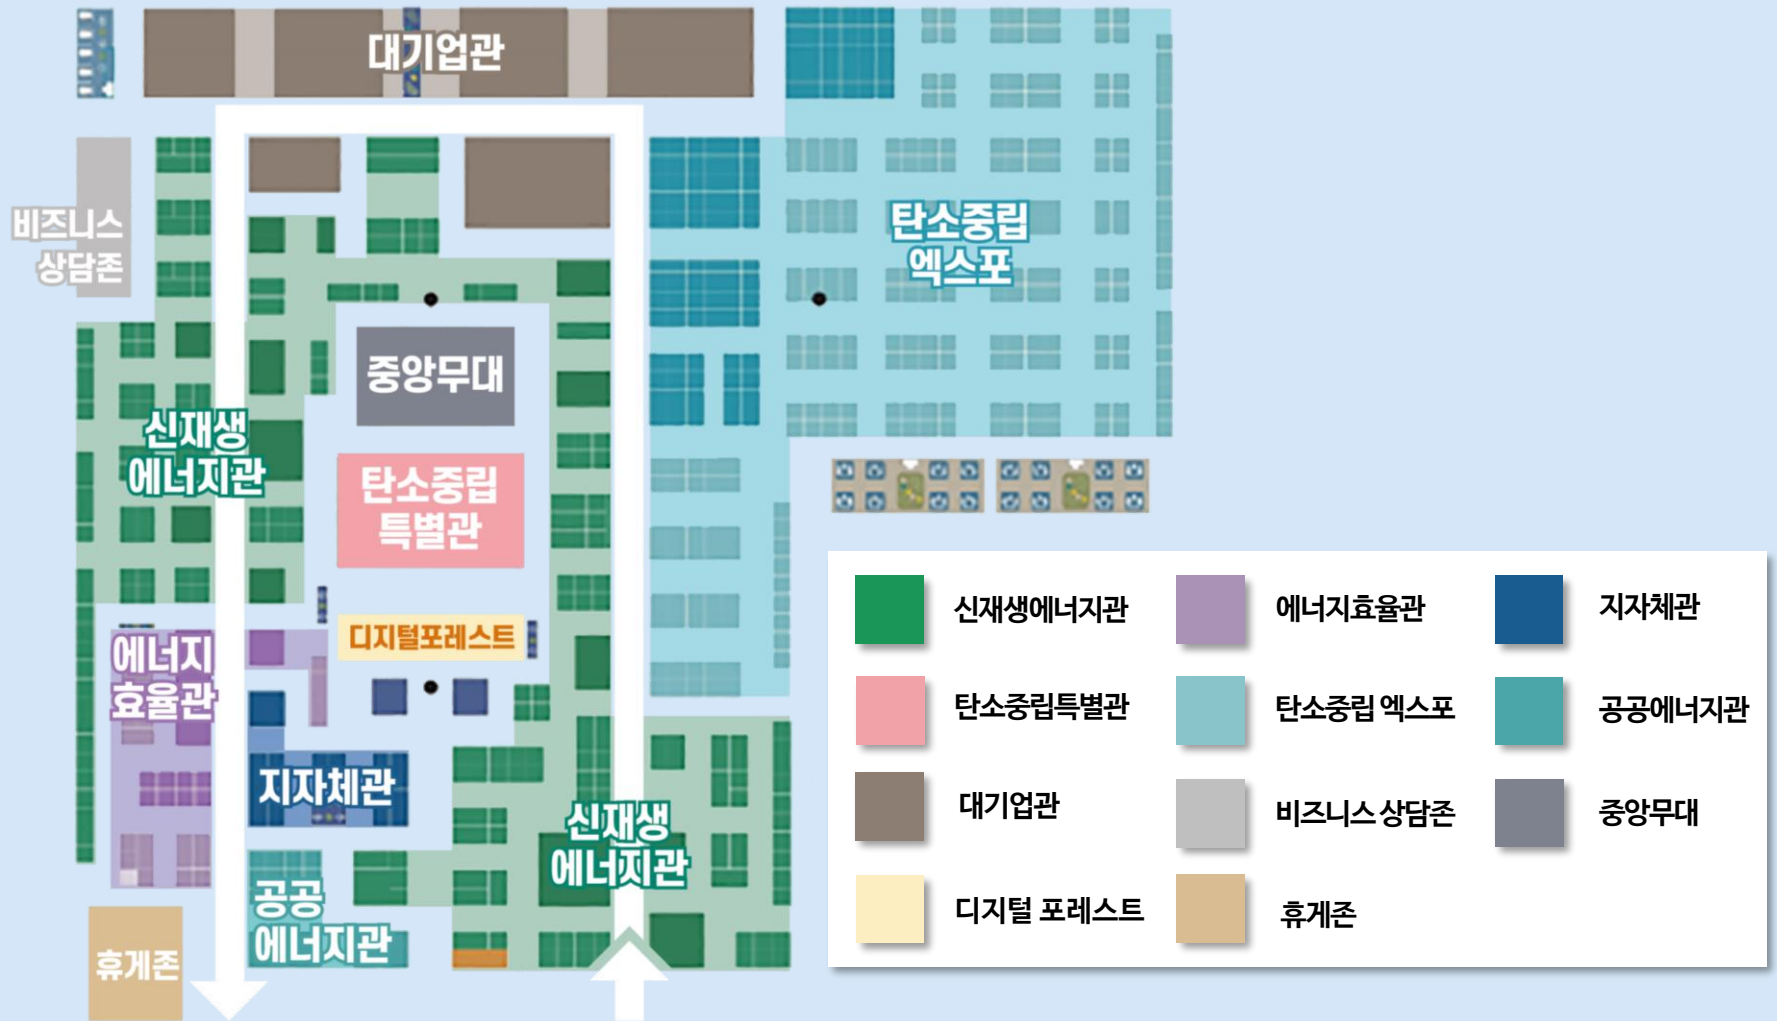 대기업관
비즈니스
상담존
탄소중립
엑스포
중앙무대
신재생
에너지관
탄소중립
특별관
디지털포레스트
에너지
효율관
지자체관
신재생
에너지관
공공
에너지관
휴게존
신재생에너지관
에너지효율관
지자체관
탄소중립특별관
탄소중립 엑스포
공공에너지관
대기업관
비즈니스 상담존
중앙무대
디지털 포레스트
휴게존